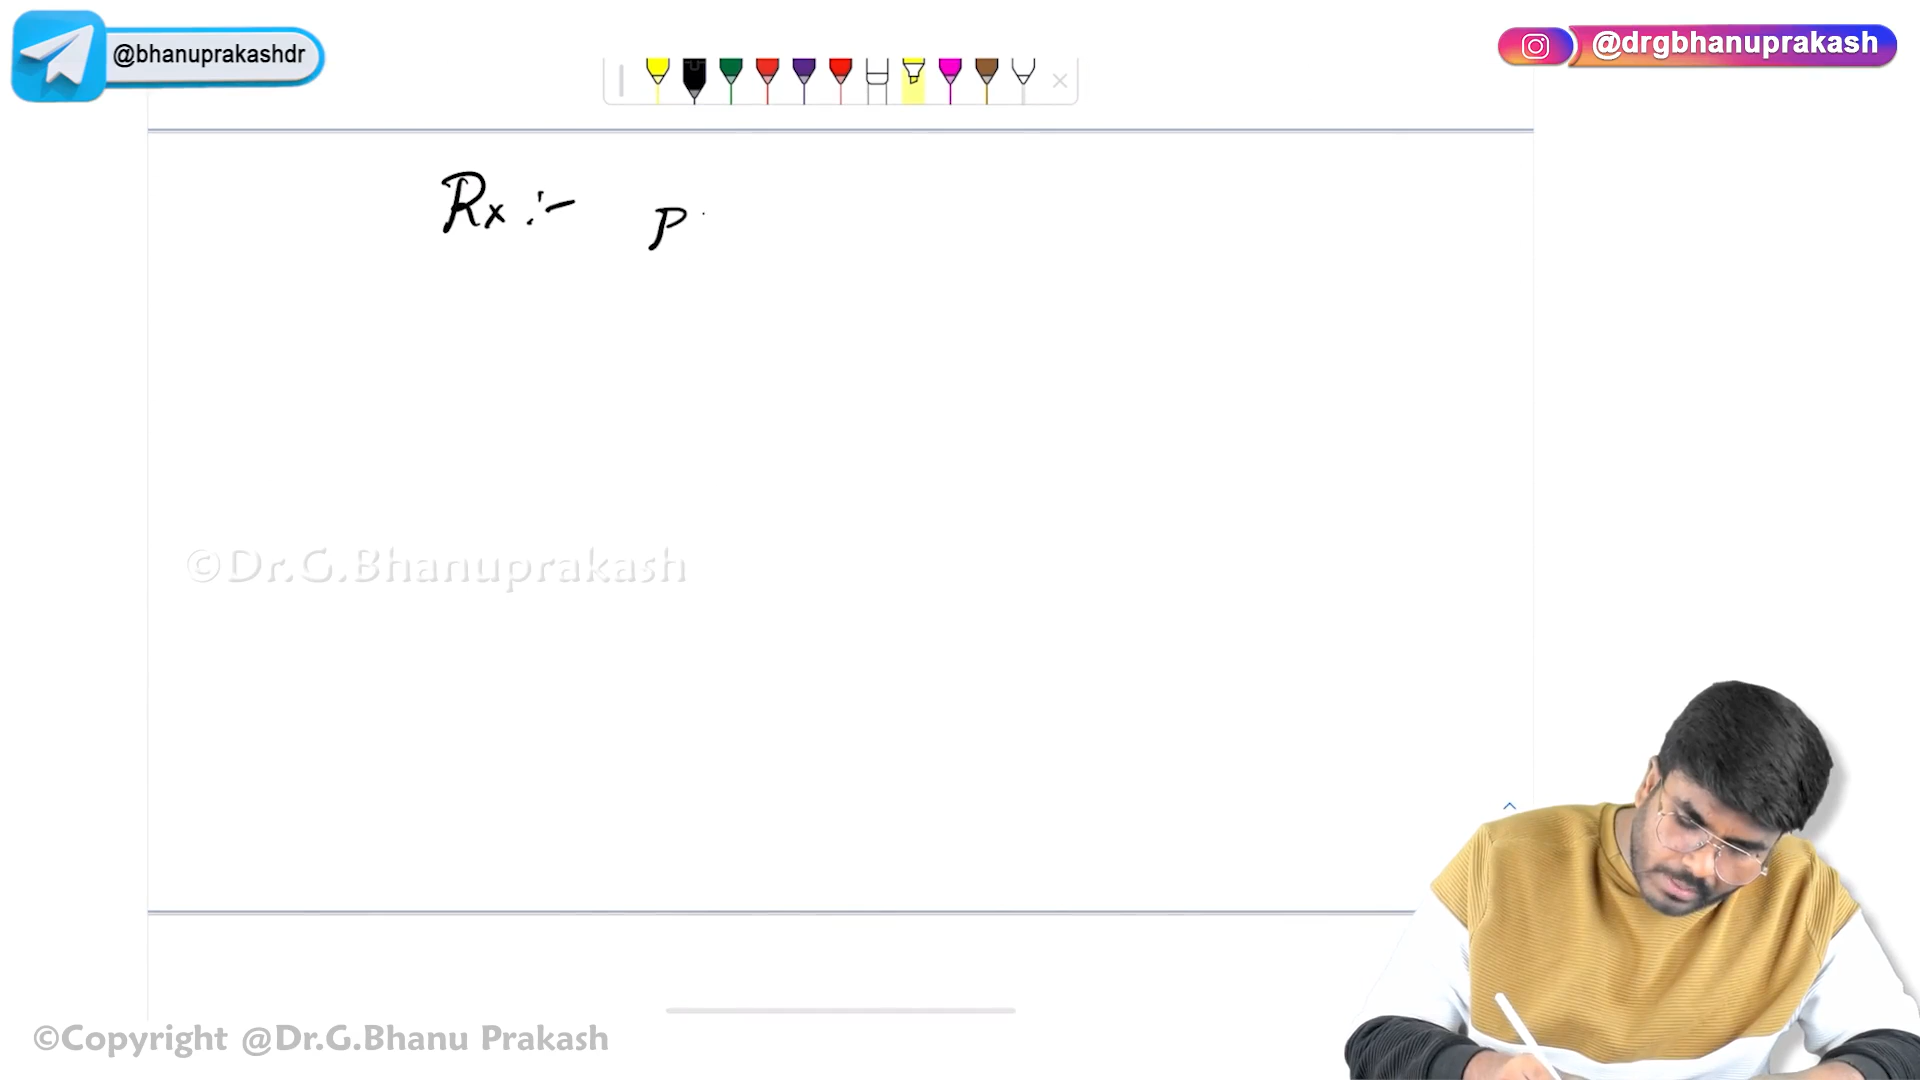 @bhanuprakashdr
@drgbhanuprakash
Rx :- P
©Dr.G.Bhanuprakash
©Copyright @Dr.G.Bhanu Prakash